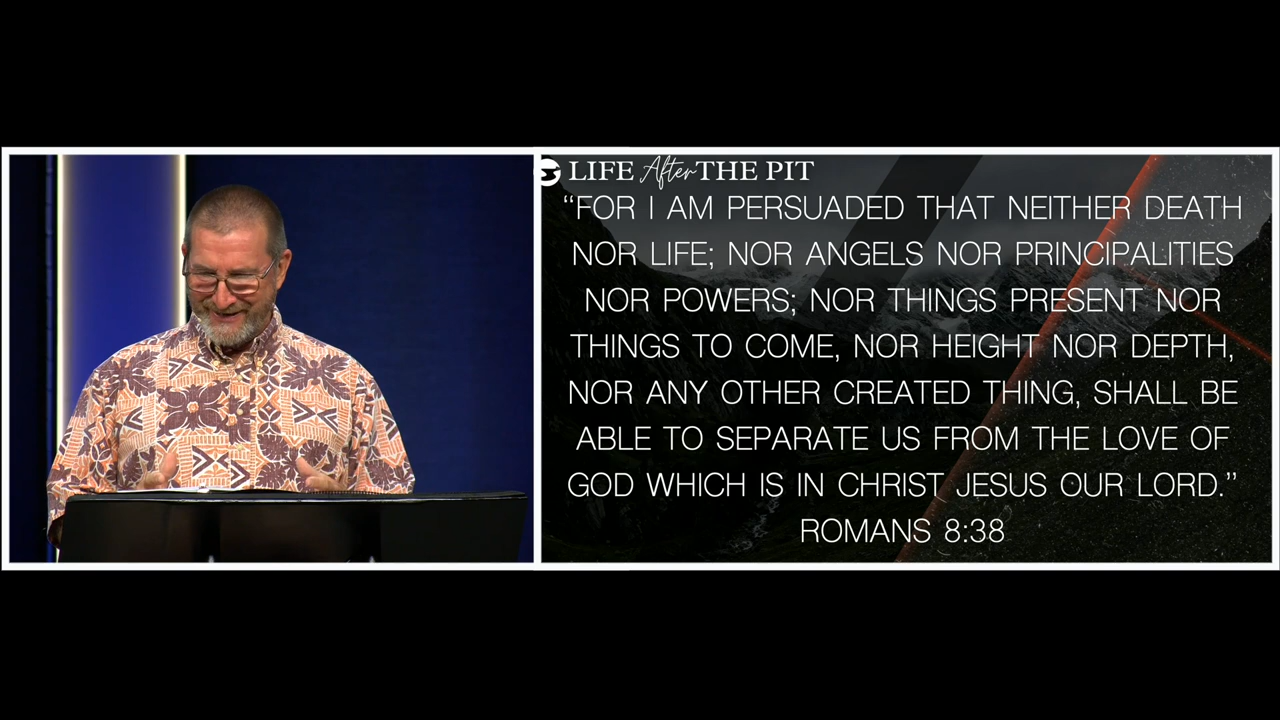 LIFE After THE PIT
“FOR I AM PERSUADED THAT NEITHER DEATH
NOR LIFE; NOR ANGELS NOR PRINCIPALITIES
NOR POWERS; NOR THINGS PRESENT NOR
THINGS TO COME, NOR HEIGHT NOR DEPTH,
NOR ANY OTHER CREATED THING, SHALL BE
ABLE TO SEPARATE US FROM THE LOVE OF
GOD WHICH IS IN CHRIST JESUS OUR LORD.”
ROMANS 8:38